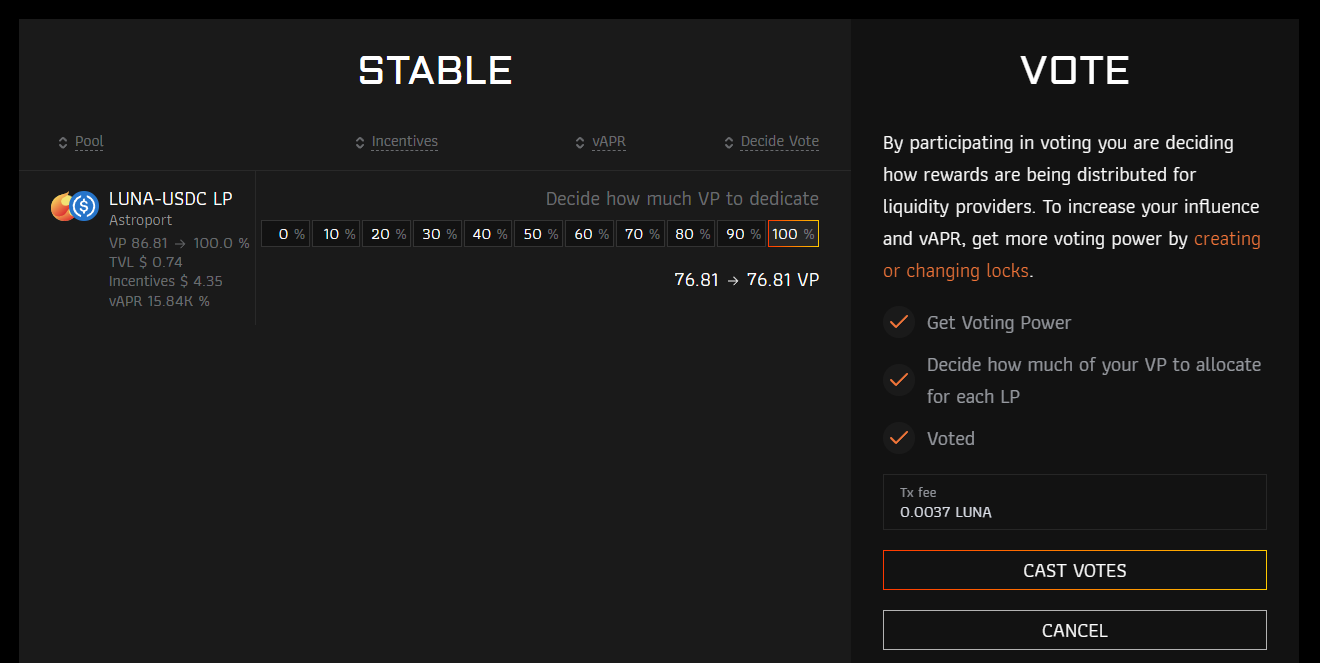 STABLE
Pool Incentives vAPR Decide Vote
LUNA-USDC LP
Astroport
VP 86.81 → 100.0 %
TVL $ 0.74
Incentives $ 4.35
vAPR 15.84K %
Decide how much VP to dedicate
0 % 10 % 20 % 30 % 40 % 50 % 60 % 70 % 80 % 90 % 100 %
76.81 → 76.81 VP
VOTE
By participating in voting you are deciding
how rewards are being distributed for
liquidity providers. To increase your influence
and vAPR, get more voting power by creating
or changing locks.
Get Voting Power
Decide how much of your VP to allocate
for each LP
Voted
Tx fee
0.0037 LUNA
CAST VOTES
CANCEL